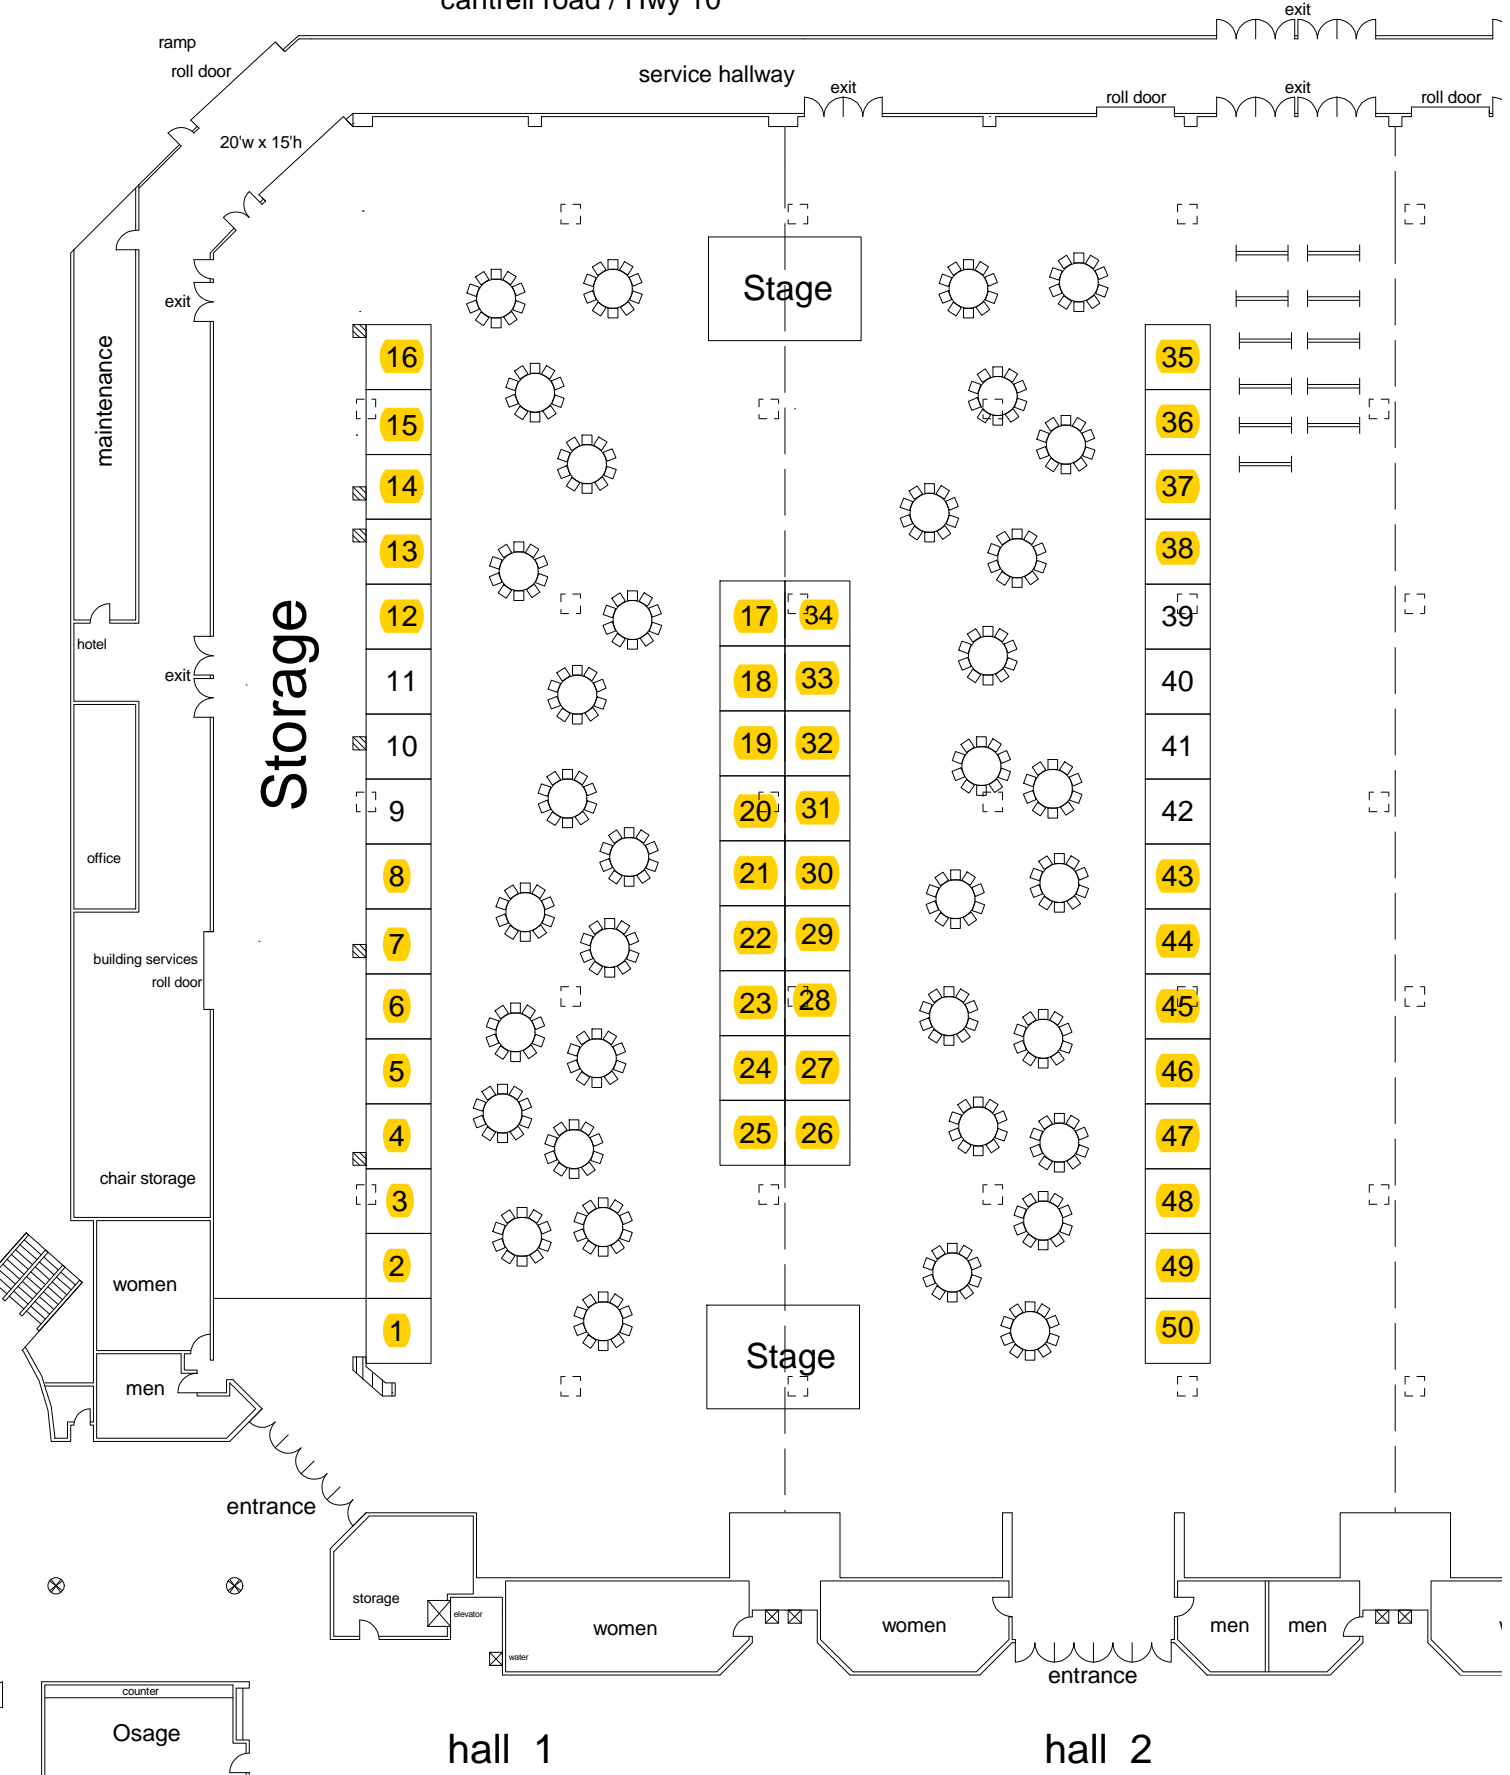 cantrell road / Hwy 10
exit
ramp
roll door
service hallway
exit
roll door
exit
roll door
20'w x 15'h
Stage
exit
maintenance
16
35
15
36
14
37
13
38
12
17
34
39
hotel
exit
Storage
11
18
33
40
10
19
32
41
9
20
31
42
office
8
21
30
43
7
22
29
44
building services
roll door
6
23
28
45
5
24
27
46
4
25
26
47
chair storage
3
48
women
2
49
1
50
Stage
men
entrance
storage
elevator
women
women
men
men
water
entrance
counter
Osage
hall 1
hall 2